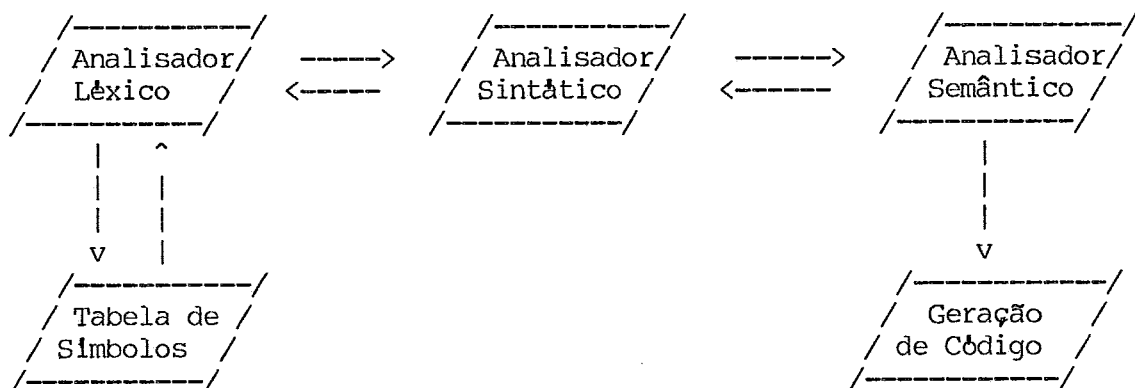 Analisador
Léxico
Analisador
Sintático
Analisador
Semântico
Tabela de
Símbolos
Geração
de Código